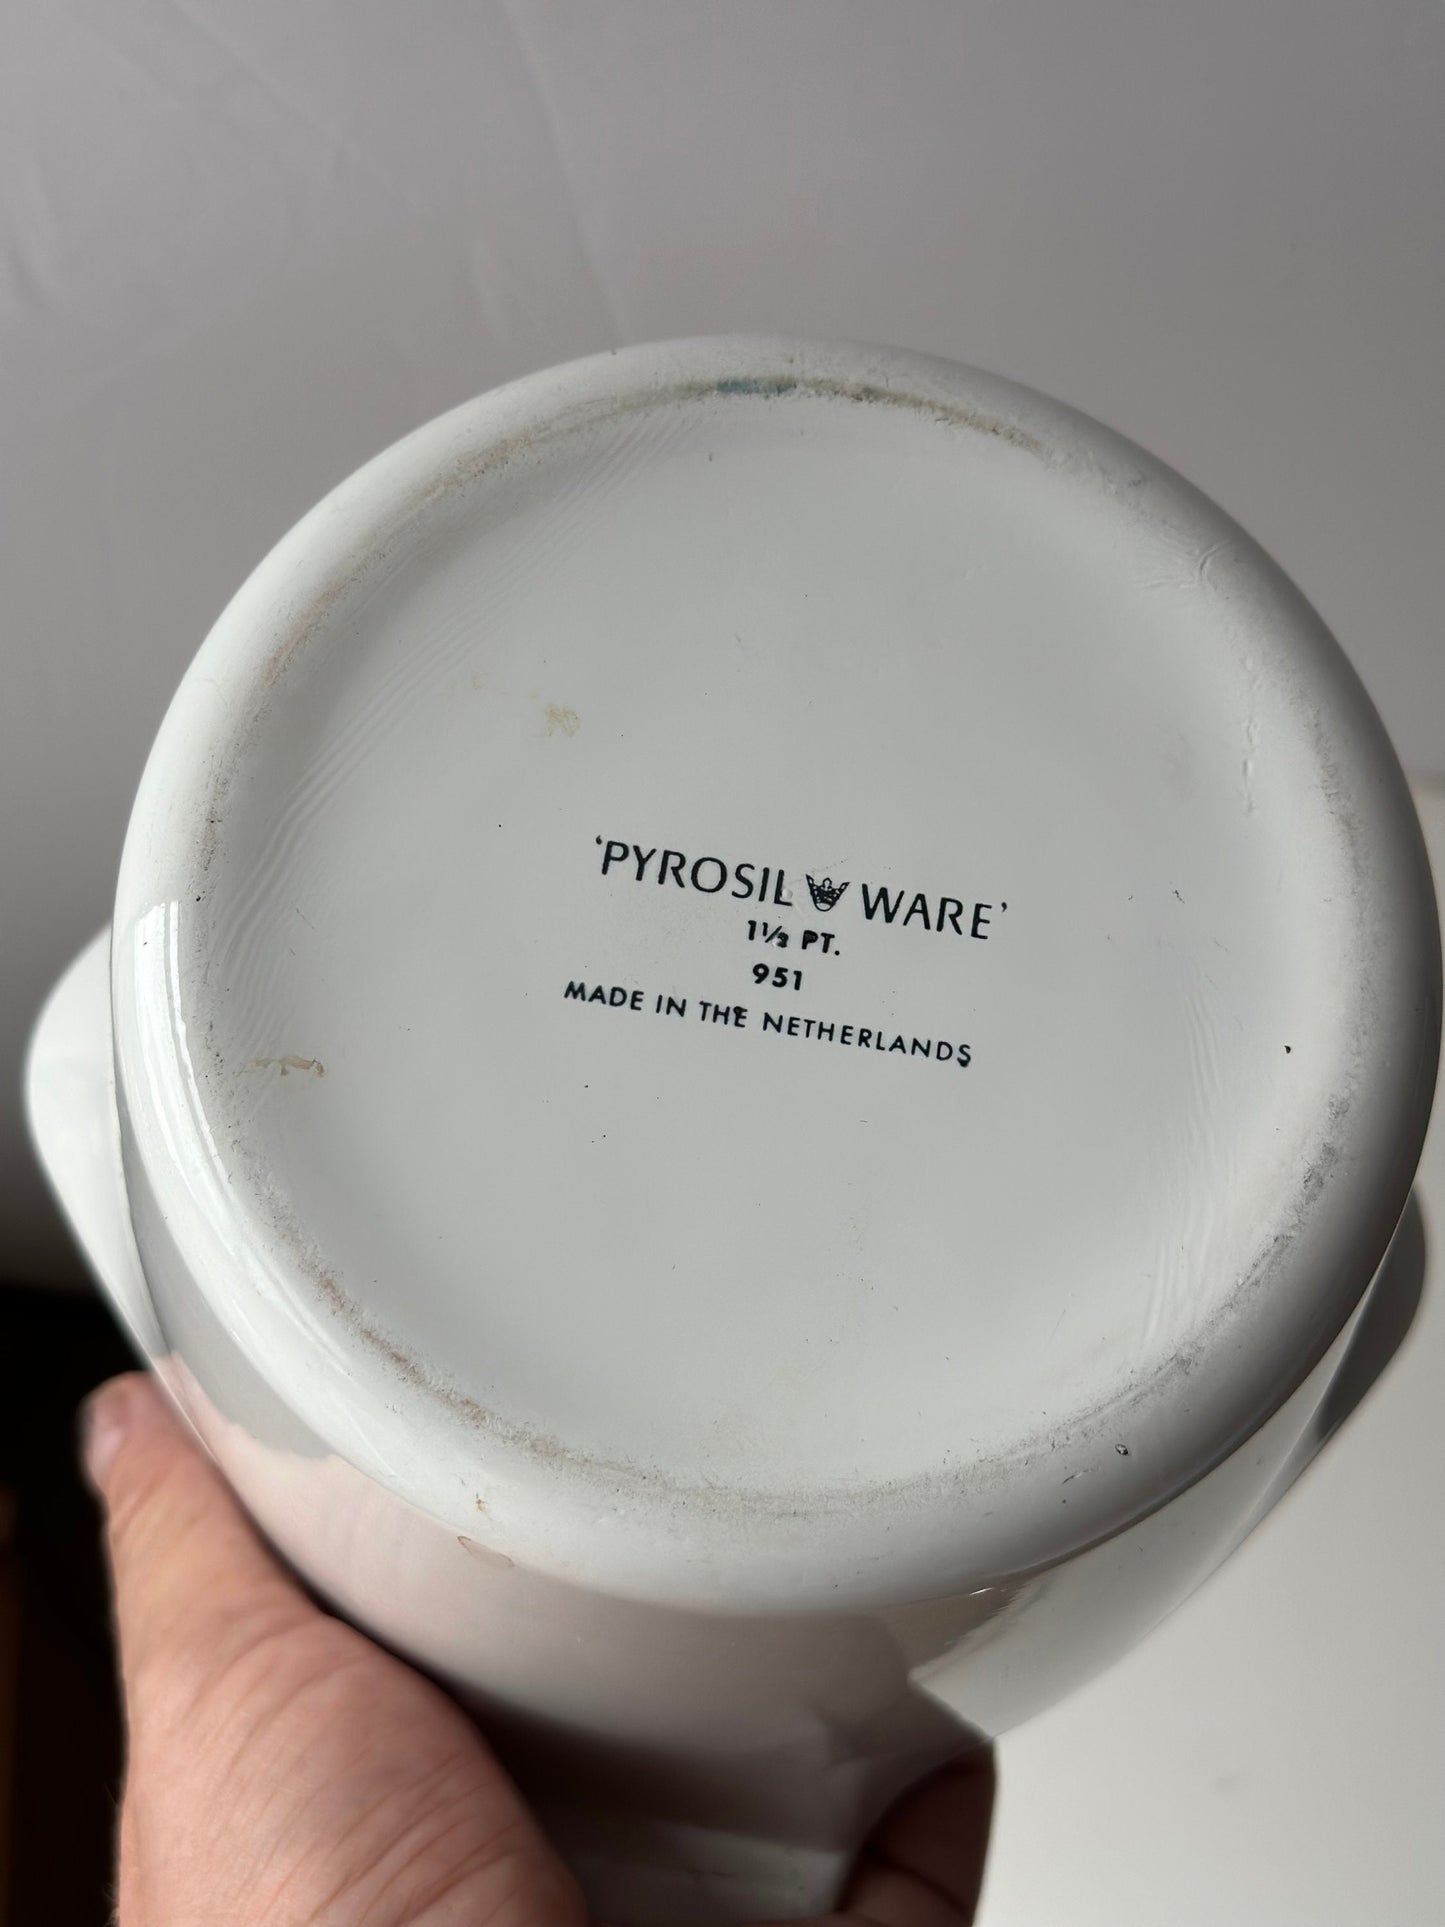 ‘PYROSIL WARE’
1½ PT.
951
MADE IN THE NETHERLANDS